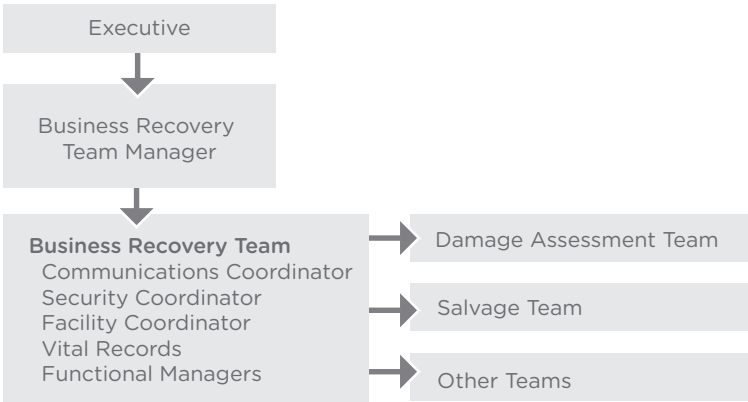 Executive
Business Recovery
Team Manager
Business Recovery Team
Communications Coordinator
Security Coordinator
Facility Coordinator
Vital Records
Functional Managers
Damage Assessment Team
Salvage Team
Other Teams